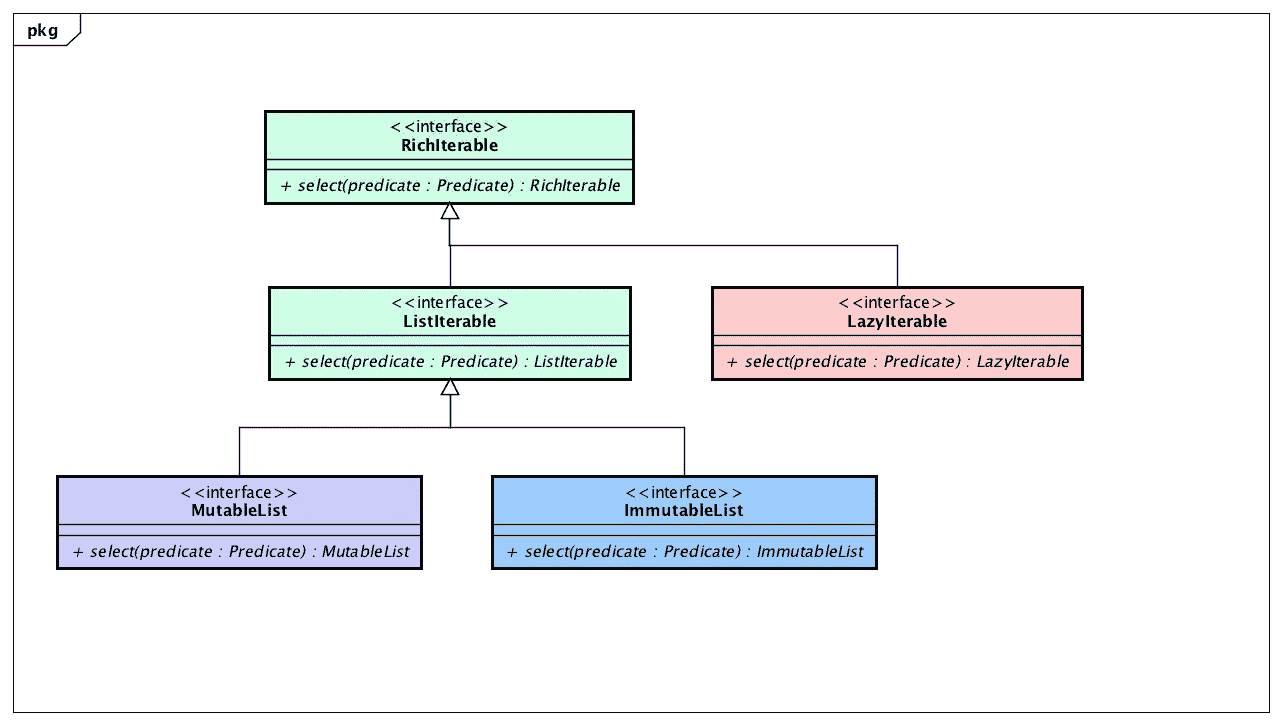 pkg
<<interface>>
RichIterable
+ select(predicate : Predicate) : RichIterable
<<interface>>
ListIterable
+ select(predicate : Predicate) : ListIterable
<<interface>>
LazyIterable
+ select(predicate : Predicate) : LazyIterable
<<interface>>
MutableList
+ select(predicate : Predicate) : MutableList
<<interface>>
ImmutableList
+ select(predicate : Predicate) : ImmutableList